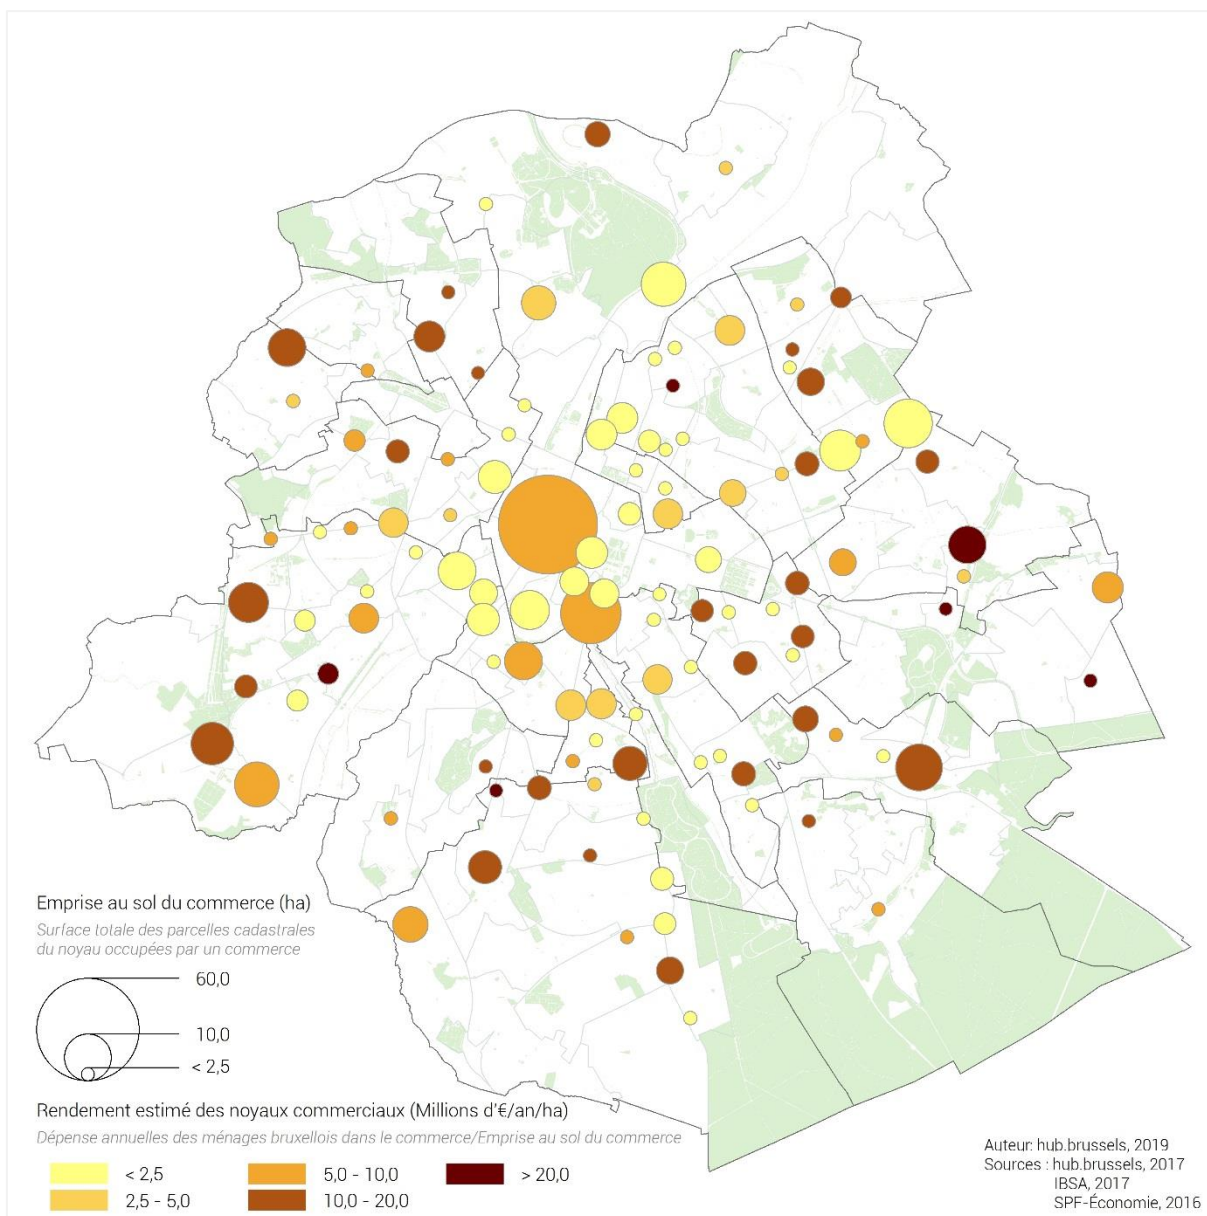 Emprise au sol du commerce (ha)
Surface totale des parcelles cadastrales
du noyau occupées par un commerce
60,0
10,0
< 2,5
Rendement estimé des noyaux commerciaux (Millions d'€/an/ha)
Dépense annuelles des ménages bruxellois dans le commerce/Emprise au sol du commerce
< 2,5
5,0 - 10,0
> 20,0
2,5 - 5,0
10,0 - 20,0
Auteur: hub.brussels, 2019
Sources : hub.brussels, 2017
IBSA, 2017
SPF-Économie, 2016